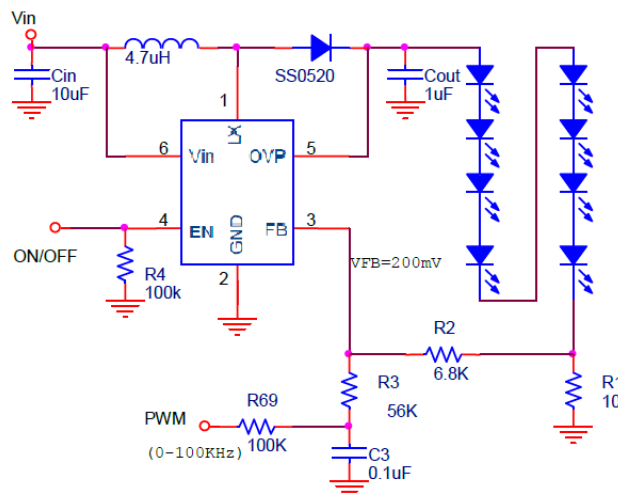 Vin
4.7uH
SS0520
Cin
10uF
Cout
1uF
1
LX
6
Vin
OVP
5
4
EN
GND
FB
3
ON/OFF
R4
100k
2
VFB=200mV
R2
6.8K
R3
56K
R1
10
R69
100K
PWM
(0-100KHz)
C3
0.1uF